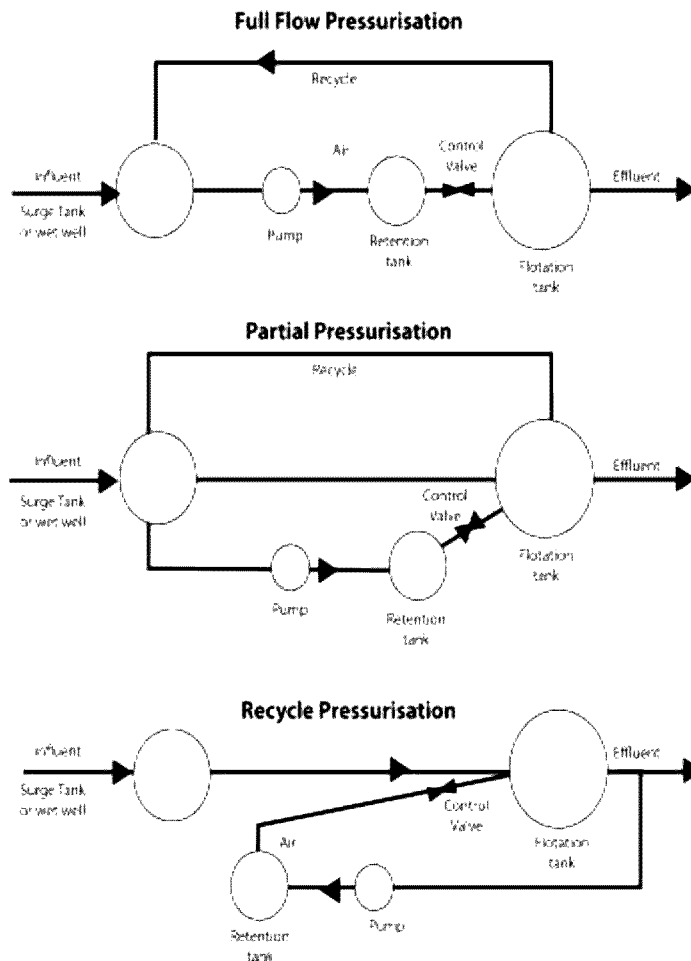 Full Flow Pressurisation
Recycle
Influent
Surge Tank
or wet well
Pump
Air
Retention
tank
Control
Valve
Flotation
tank
Effluent
Partial Pressurisation
Recycle
Influent
Surge Tank
or wet well
Pump
Retention
tank
Control
Valve
Flotation
tank
Effluent
Recycle Pressurisation
Influent
Surge Tank
or wet well
Air
Retention
tank
Pump
Control
Valve
Flotation
tank
Effluent